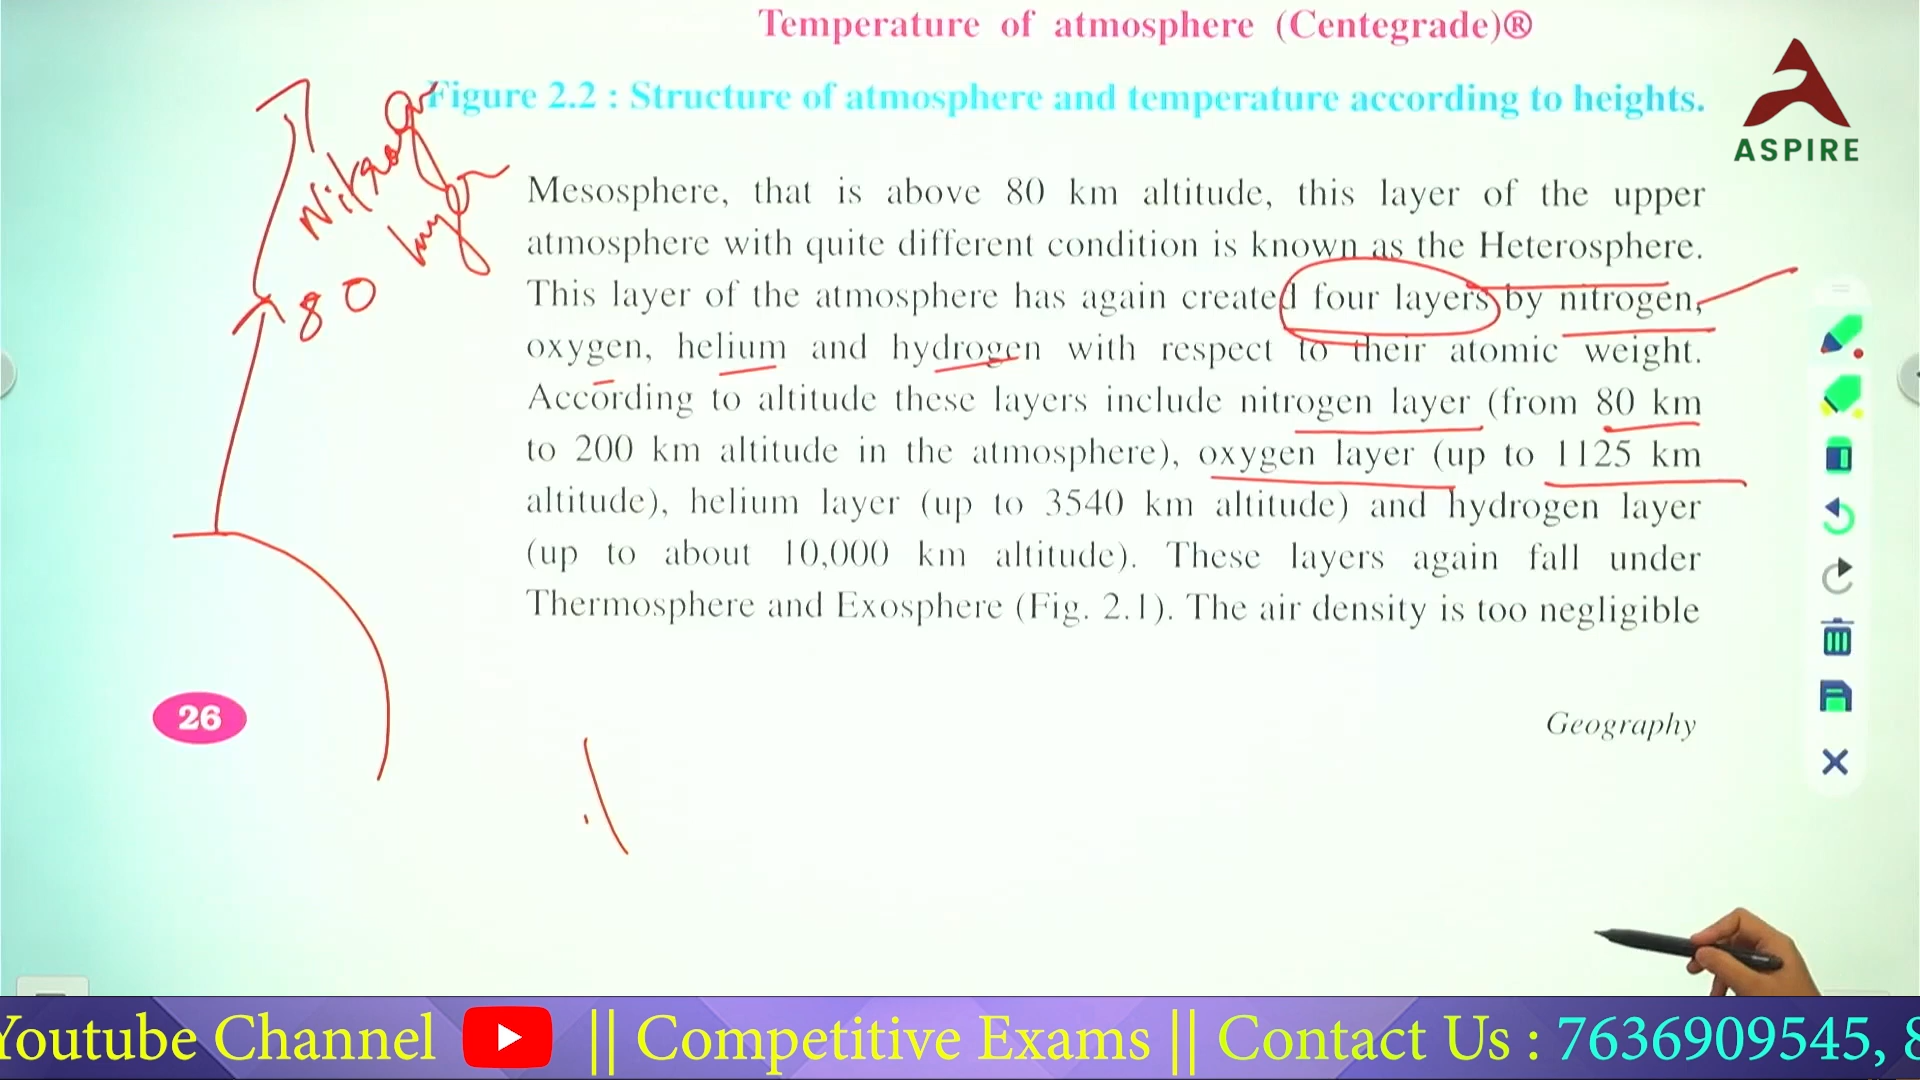 Temperature of atmosphere (Centegrade)®
Figure 2.2 : Structure of atmosphere and temperature according to heights.
ASPIRE
Nitrogen
layer
80
Mesosphere, that is above 80 km altitude, this layer of the upper
atmosphere with quite different condition is known as the Heterosphere.
This layer of the atmosphere has again created four layers by nitrogen,
oxygen, helium and hydrogen with respect to their atomic weight.
According to altitude these layers include nitrogen layer (from 80 km
to 200 km altitude in the atmosphere), oxygen layer (up to 1125 km
altitude), helium layer (up to 3540 km altitude) and hydrogen layer
(up to about 10,000 km altitude). These layers again fall under
Thermosphere and Exosphere (Fig. 2.1). The air density is too negligible
26
Geography
Youtube Channel || Competitive Exams || Contact Us : 7636909545, 8